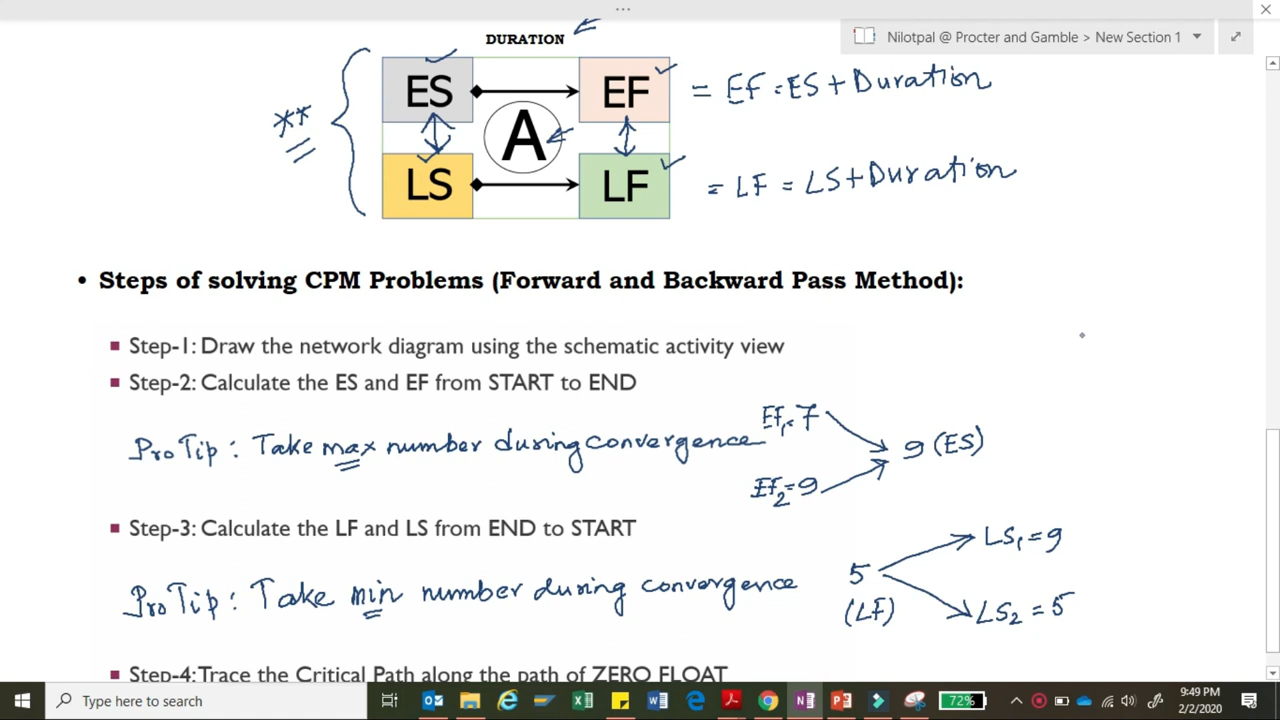 Nilotpal @ Procter and Gamble > New Section 1
DURATION
ES
EF
= EF = ES + Duration
**
A
LS
LF
= LF = LS + Duration
• Steps of solving CPM Problems (Forward and Backward Pass Method):
Step-1: Draw the network diagram using the schematic activity view
Step-2: Calculate the ES and EF from START to END
EF₁ = 7
Pro Tip : Take max number during convergence
9 (ES)
EF₂ = 9
Step-3: Calculate the LF and LS from END to START
LS₁ = 9
5
Pro Tip : Take min number during convergence
(LF)
LS₂ = 5
Step-4: Trace the Critical Path along the path of ZERO FLOAT
Type here to search
72%
9:49 PM
2/2/2020